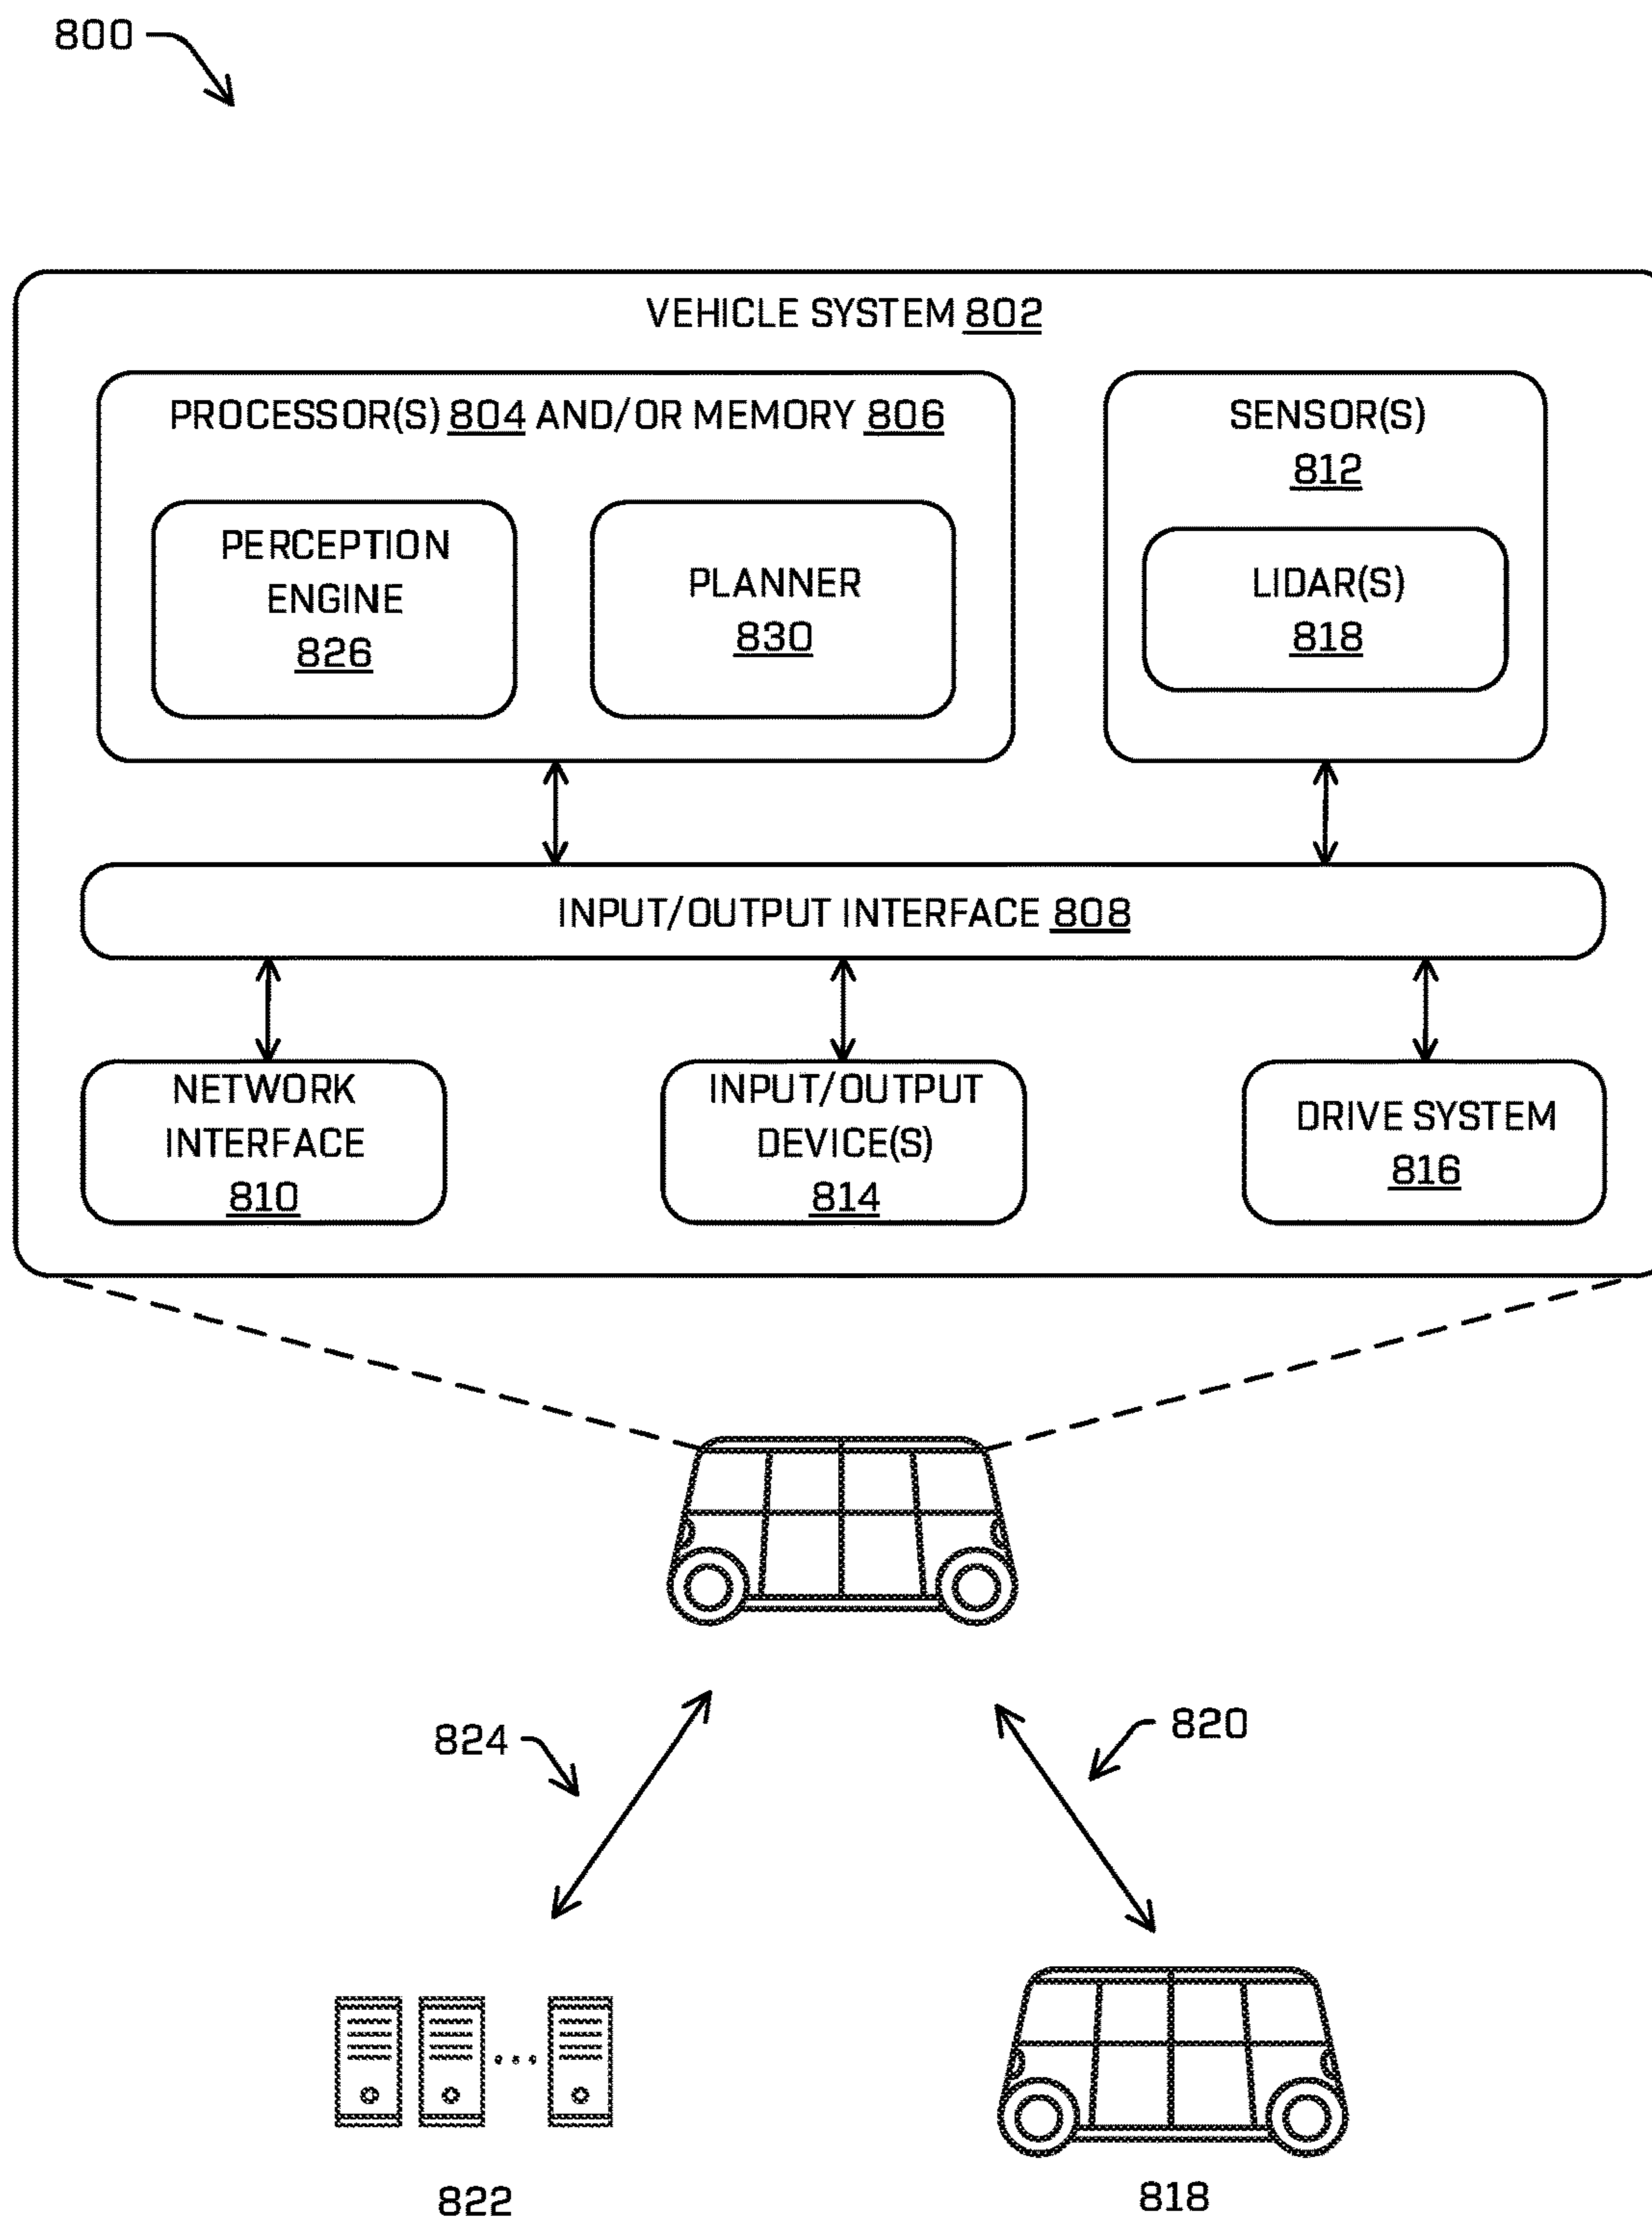 800
VEHICLE SYSTEM 802
PROCESSOR(S) 804 AND/OR MEMORY 806
SENSOR(S)
812
PERCEPTION
ENGINE
826
PLANNER
830
LIDAR(S)
818
INPUT/OUTPUT INTERFACE 808
NETWORK
INTERFACE
810
INPUT/OUTPUT
DEVICE(S)
814
DRIVE SYSTEM
816
824
820
822
818